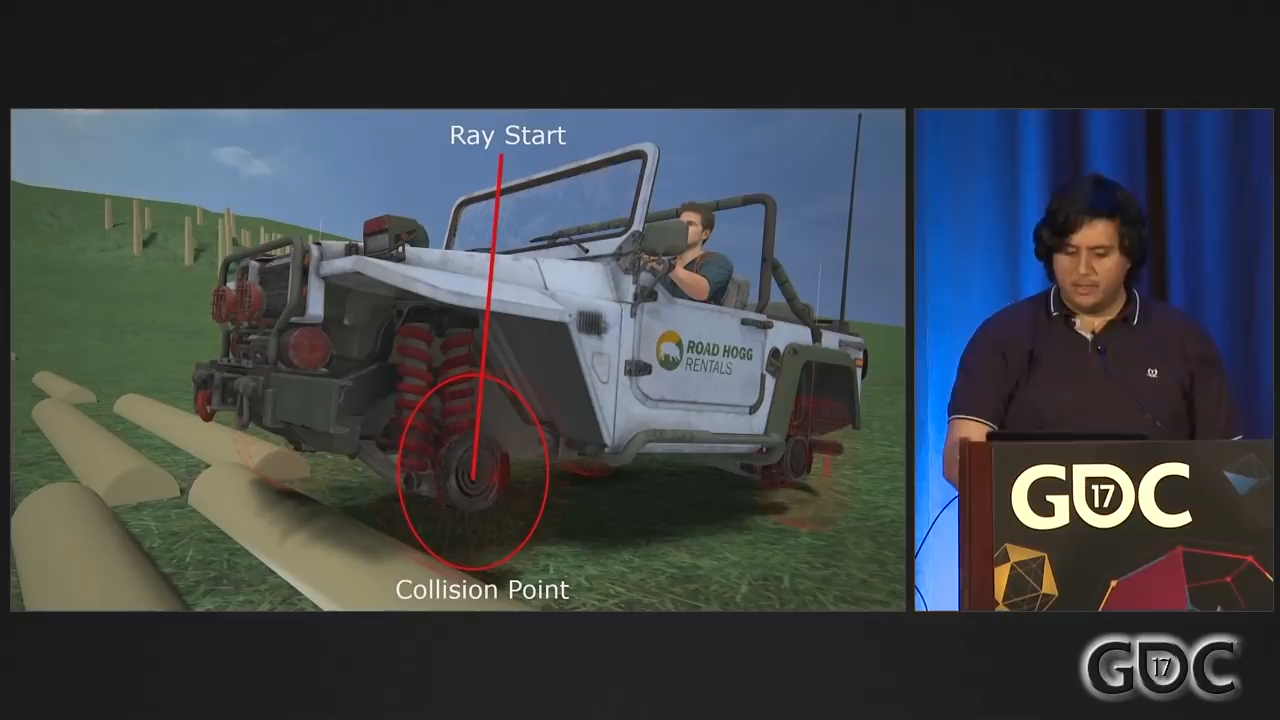 Ray Start
ROAD HOGG
RENTALS
Collision Point
GDC
17
GDC
17